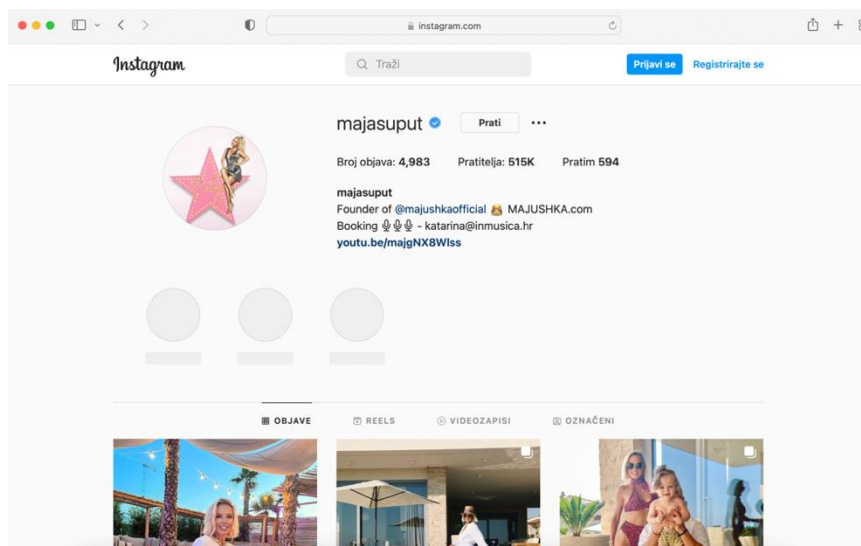 instagram.com
Instagram
Traži
Prijavi se Registrirajte se
majasuput Prati
Broj objava: 4,983 Pratitelja: 515K Pratim 594
majasuput
Founder of @majushkaofficial MAJUSHKA.com
Booking 🎙🎙🎙 - katarina@inmusica.hr
youtu.be/majgNX8WIss
OBJAVE REELS VIDEOZAPISI OZNAČENI